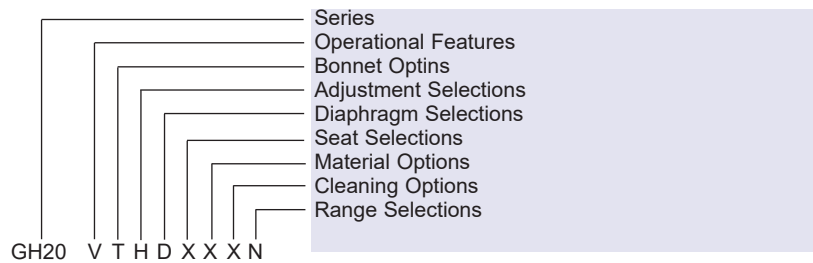 Series
Operational Features
Bonnet Optins
Adjustment Selections
Diaphragm Selections
Seat Selections
Material Options
Cleaning Options
Range Selections
GH20 V T H D X X X N